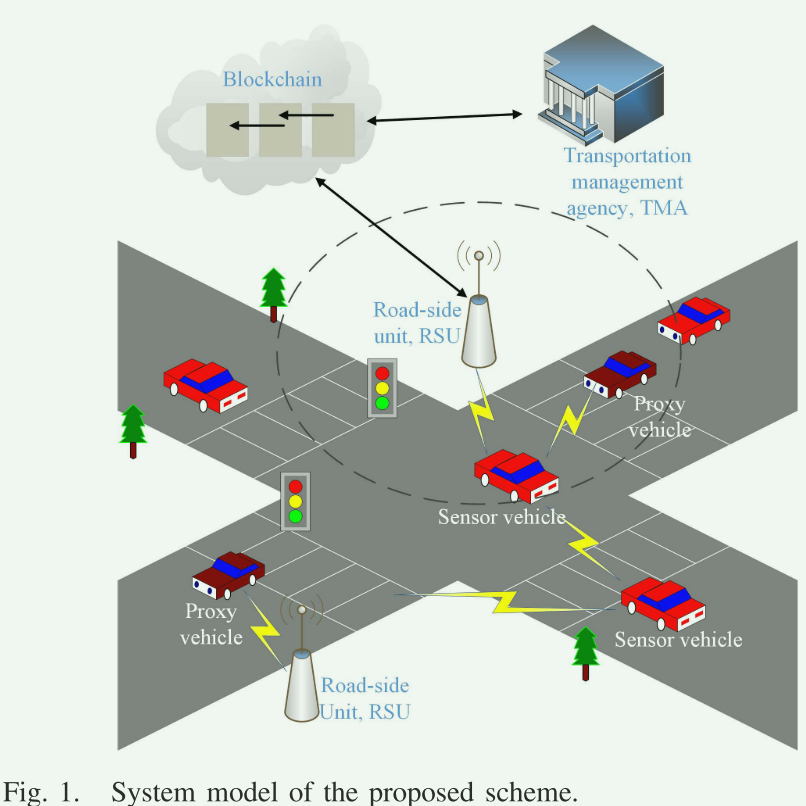 Blockchain
Transportation
management
agency, TMA
Road-side
unit, RSU
Proxy
vehicle
Sensor vehicle
Proxy
vehicle
Sensor vehicle
Road-side
Unit, RSU
Fig. 1. System model of the proposed scheme.